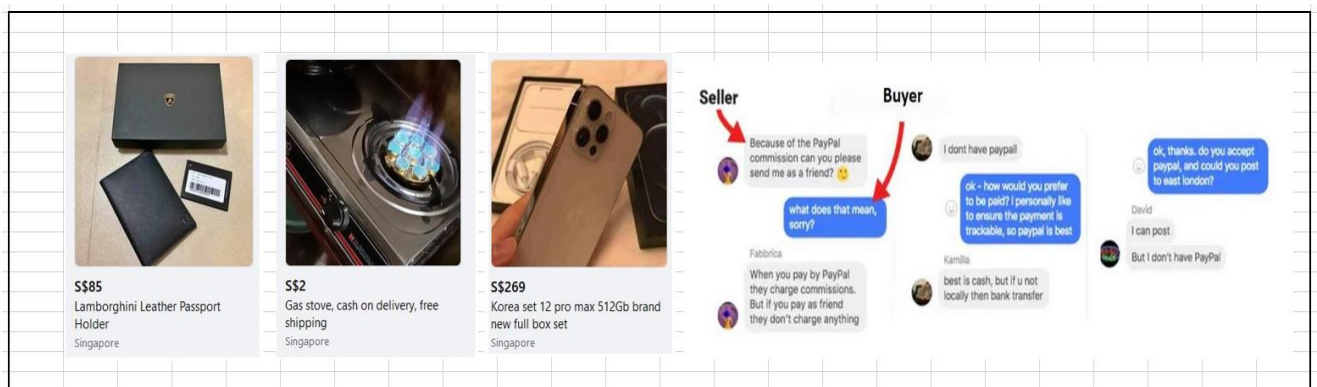 S$85
Lamborghini Leather Passport
Holder
Singapore
S$2
Gas stove, cash on delivery, free
shipping
Singapore
S$269
Korea set 12 pro max 512Gb brand
new full box set
Singapore
Seller
Buyer
Because of the PayPal
commission can you please
send me as a friend? 🙂
what does that mean,
sorry?
Fabbrica
When you pay by PayPal
they charge commissions.
But if you pay as friend
they don't charge anything
I dont have paypall
ok - how would you prefer
to be paid? I personally like
to ensure the payment is
trackable, so paypal is best
Kamilla
best is cash, but if u not
locally then bank transfer
ok, thanks. do you accept
paypal, and could you post
to east london?
David
I can post
But I don't have PayPal